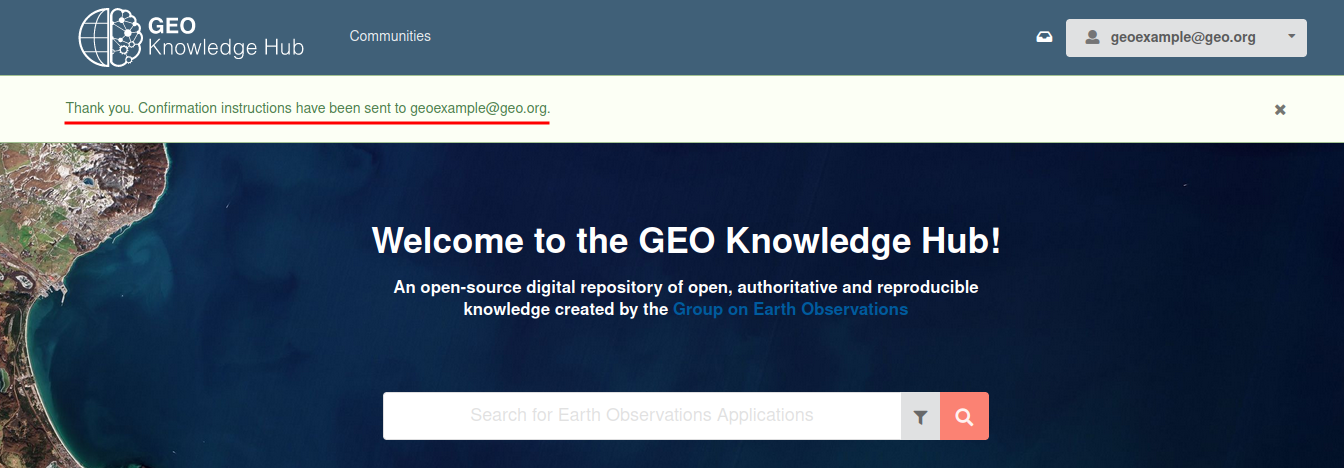 GEO
Knowledge Hub
Communities
geoexample@geo.org
Thank you. Confirmation instructions have been sent to geoexample@geo.org.
Welcome to the GEO Knowledge Hub!
An open-source digital repository of open, authoritative and reproducible
knowledge created by the Group on Earth Observations
Search for Earth Observations Applications